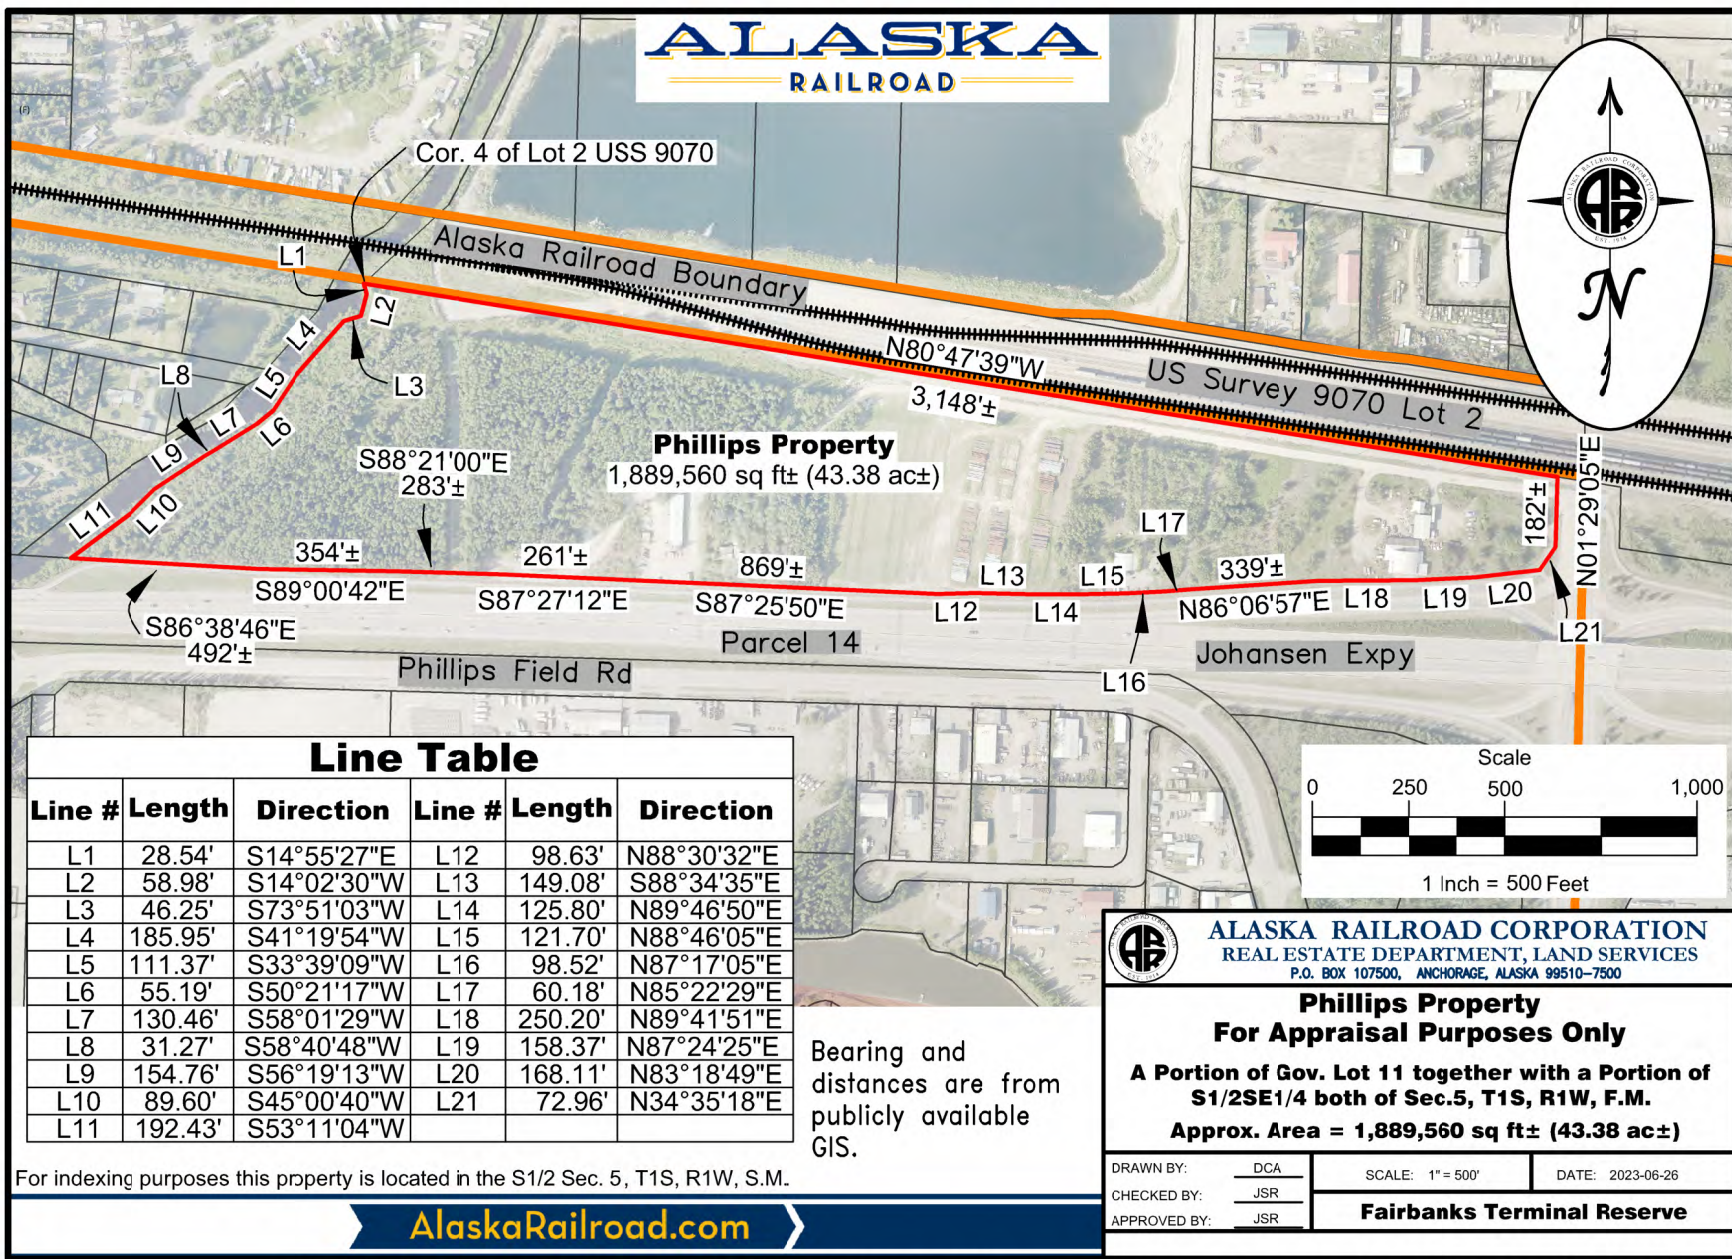 ALASKA
RAILROAD
(F)
Cor. 4 of Lot 2 USS 9070
Alaska Railroad Boundary
L1
L2
L4
L3
L5
L8
L7
L6
L9
L10
L11
N80°47'39"W
3,148'±
US Survey 9070 Lot 2
Phillips Property
1,889,560 sq ft± (43.38 ac±)
S88°21'00"E
283'±
354'±
S89°00'42"E
261'±
S87°27'12"E
869'±
S87°25'50"E
S86°38'46"E
492'±
L12
L13
L14
L15
L16
L17
339'±
N86°06'57"E
L18
L19
L20
L21
182'±
N01°29'05"E
Parcel 14
Johansen Expy
Phillips Field Rd
ALASKA RAILROAD CORPORATION
ARR
EST. 1914
N
Line Table
Line # Length Direction Line # Length Direction
L1 28.54' S14°55'27"E L12 98.63' N88°30'32"E
L2 58.98' S14°02'30"W L13 149.08' S88°34'35"E
L3 46.25' S73°51'03"W L14 125.80' N89°46'50"E
L4 185.95' S41°19'54"W L15 121.70' N88°46'05"E
L5 111.37' S33°39'09"W L16 98.52' N87°17'05"E
L6 55.19' S50°21'17"W L17 60.18' N85°22'29"E
L7 130.46' S58°01'29"W L18 250.20' N89°41'51"E
L8 31.27' S58°40'48"W L19 158.37' N87°24'25"E
L9 154.76' S56°19'13"W L20 168.11' N83°18'49"E
L10 89.60' S45°00'40"W L21 72.96' N34°35'18"E
L11 192.43' S53°11'04"W
Bearing and
distances are from
publicly available
GIS.
For indexing purposes this property is located in the S1/2 Sec. 5, T1S, R1W, S.M.
AlaskaRailroad.com
Scale
0 250 500 1,000
1 Inch = 500 Feet
ALASKA RAILROAD CORPORATION
ARR
EST. 1914
ALASKA RAILROAD CORPORATION
REAL ESTATE DEPARTMENT, LAND SERVICES
P.O. BOX 107500, ANCHORAGE, ALASKA 99510-7500
Phillips Property
For Appraisal Purposes Only
A Portion of Gov. Lot 11 together with a Portion of
S1/2SE1/4 both of Sec.5, T1S, R1W, F.M.
Approx. Area = 1,889,560 sq ft± (43.38 ac±)
DRAWN BY: DCA
CHECKED BY: JSR
APPROVED BY: JSR
SCALE: 1" = 500'
DATE: 2023-06-26
Fairbanks Terminal Reserve